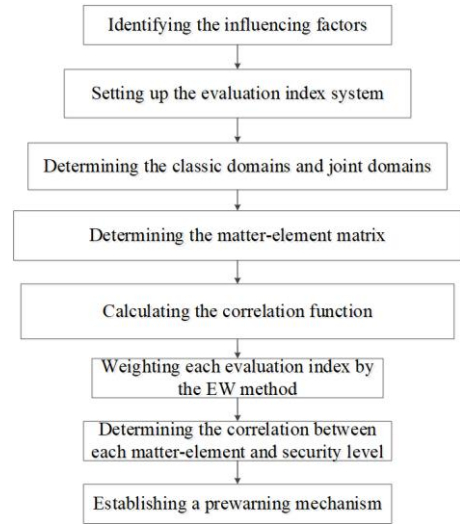 Identifying the influencing factors
Setting up the evaluation index system
Determining the classic domains and joint domains
Determining the matter-element matrix
Calculating the correlation function
Weighting each evaluation index by
the EW method
Determining the correlation between
each matter-element and security level
Establishing a prewarning mechanism